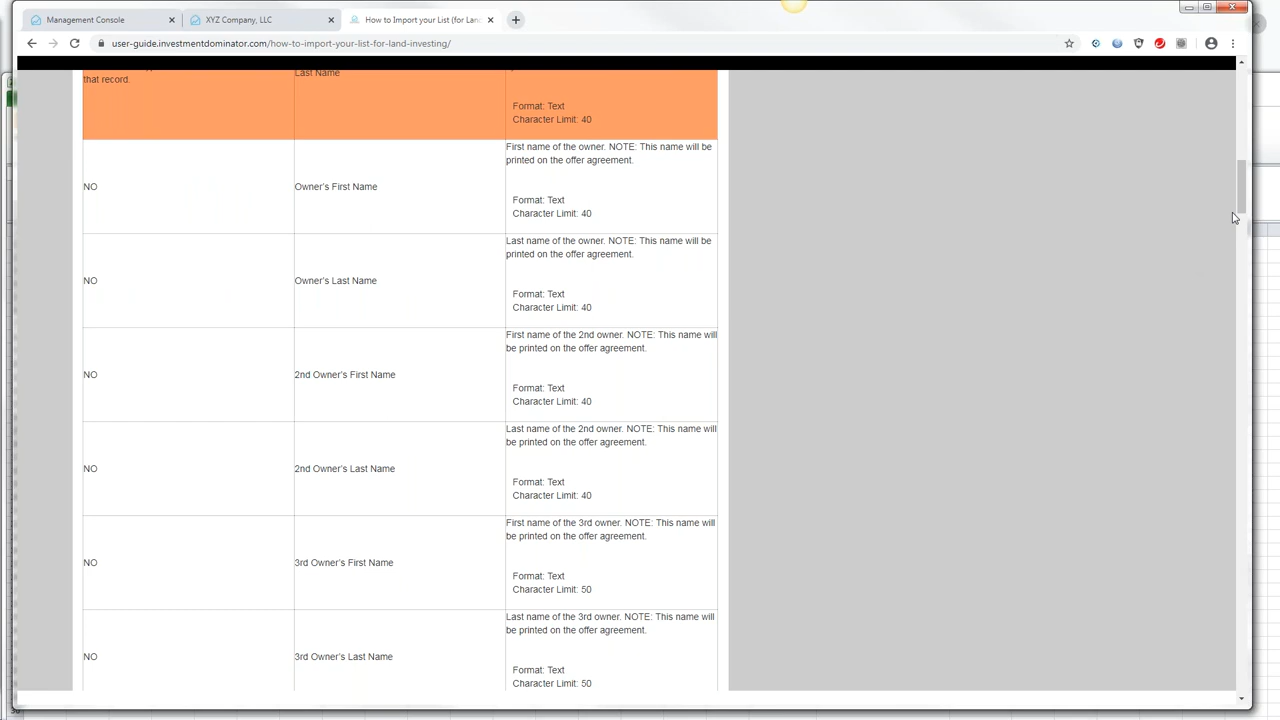 Management Console
XYZ Company, LLC
How to Import your List (for Lan
user-guide.investmentdominator.com/how-to-import-your-list-for-land-investing/
that record.
Last Name
Format: Text
Character Limit: 40
NO
Owner's First Name
First name of the owner. NOTE: This name will be
printed on the offer agreement.
Format: Text
Character Limit: 40
NO
Owner's Last Name
Last name of the owner. NOTE: This name will be
printed on the offer agreement.
Format: Text
Character Limit: 40
NO
2nd Owner's First Name
First name of the 2nd owner. NOTE: This name will
be printed on the offer agreement.
Format: Text
Character Limit: 40
NO
2nd Owner's Last Name
Last name of the 2nd owner. NOTE: This name will
be printed on the offer agreement.
Format: Text
Character Limit: 40
NO
3rd Owner's First Name
First name of the 3rd owner. NOTE: This name will
be printed on the offer agreement.
Format: Text
Character Limit: 50
NO
3rd Owner's Last Name
Last name of the 3rd owner. NOTE: This name will
be printed on the offer agreement.
Format: Text
Character Limit: 50